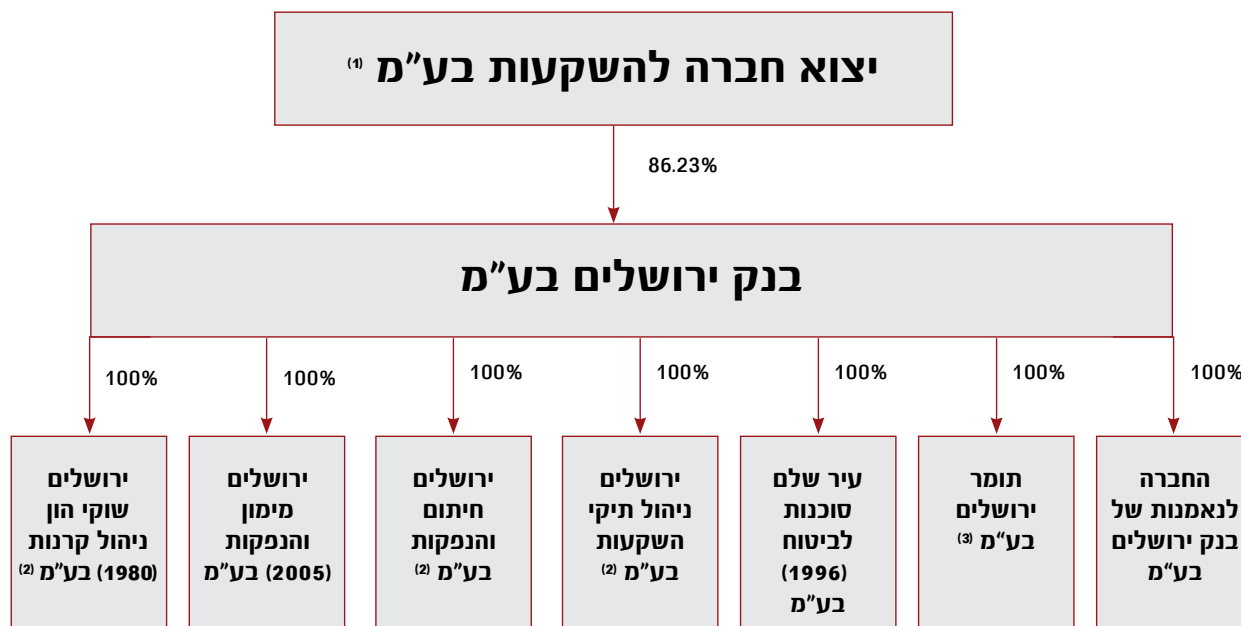 יצוא חברה להשקעות בע"מ (1)
86.23%
בנק ירושלים בע"מ
100%
החברה
לנאמנות של
בנק ירושלים
בע"מ
100%
תומר
ירושלים
בע"מ (3)
100%
עיר שלם
סוכנות
לביטוח
(1996)
בע"מ
100%
ירושלים
ניהול תיקי
השקעות
בע"מ (2)
100%
ירושלים
חיתום
והנפקות
בע"מ (2)
100%
ירושלים
מימון
והנפקות
(2005) בע"מ
100%
ירושלים
שוקי הון
ניהול קרנות
(1980) בע"מ (2)